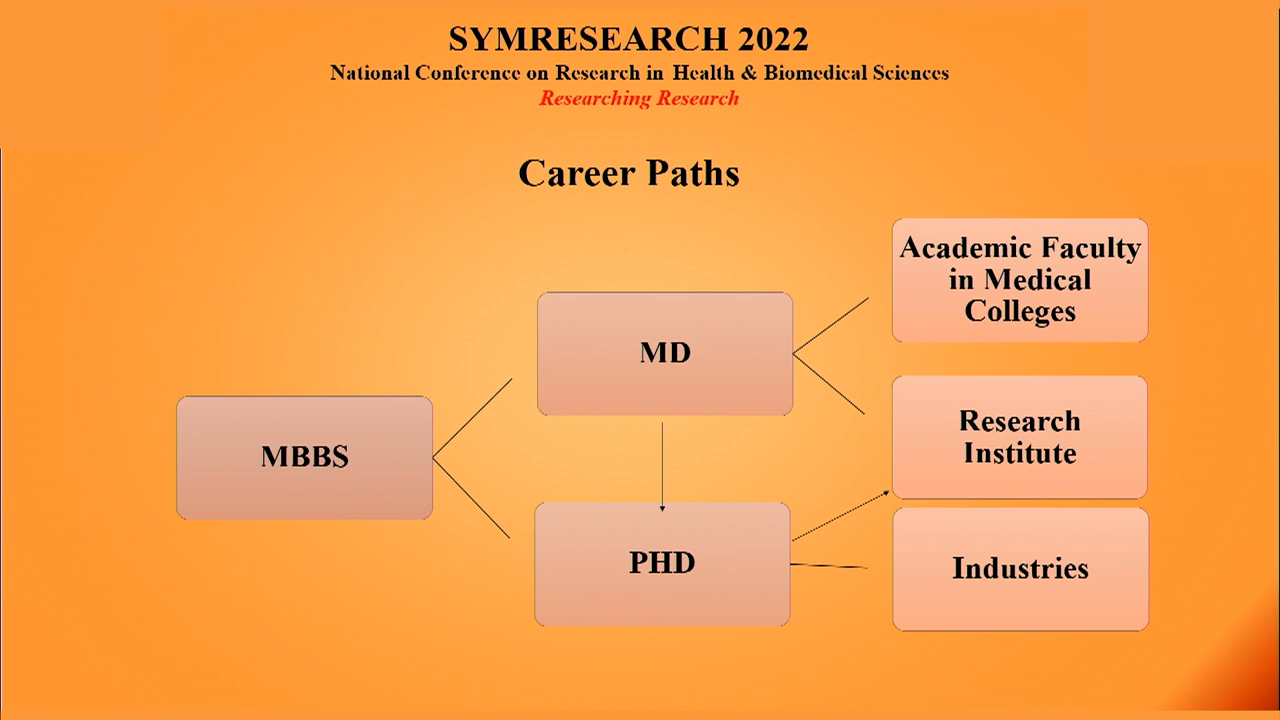 SYMRESEARCH 2022
National Conference on Research in Health & Biomedical Sciences
Researching Research
Career Paths
MBBS
MD
PHD
Academic Faculty
in Medical
Colleges
Research
Institute
Industries